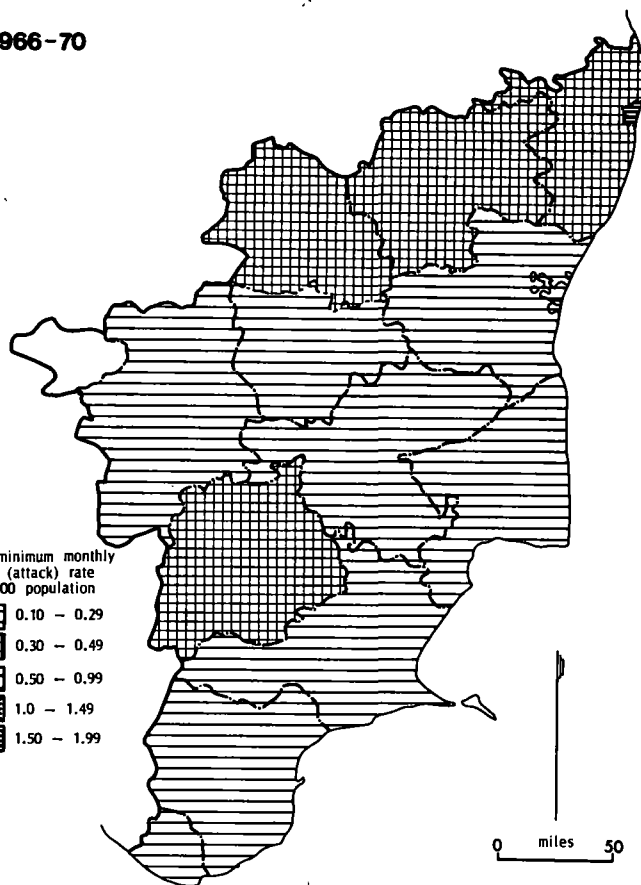 966-70
minimum monthly
(attack) rate
00 population
0.10 - 0.29
0.30 - 0.49
0.50 - 0.99
1.0 - 1.49
1.50 - 1.99
miles
0 50